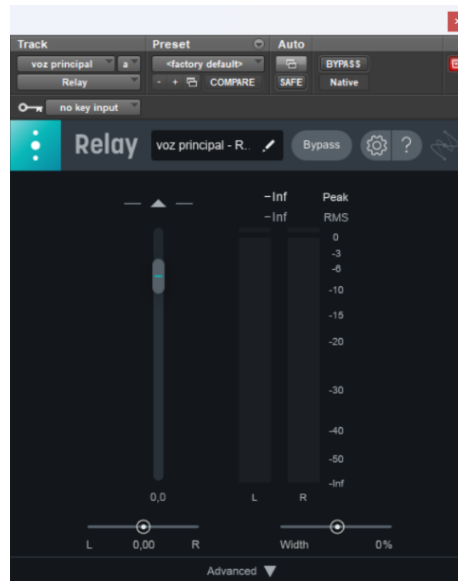 Track Preset Auto
voz principal a <factory default> BYPASS
Relay - + COMPARE SAFE Native
no key input
Relay voz principal - R.. Bypass ?
-Inf Peak
-Inf RMS
0
-3
-6
-10
-15
-20
-30
-40
-50
-Inf
0,0 L R
L 0,00 R Width 0%
Advanced